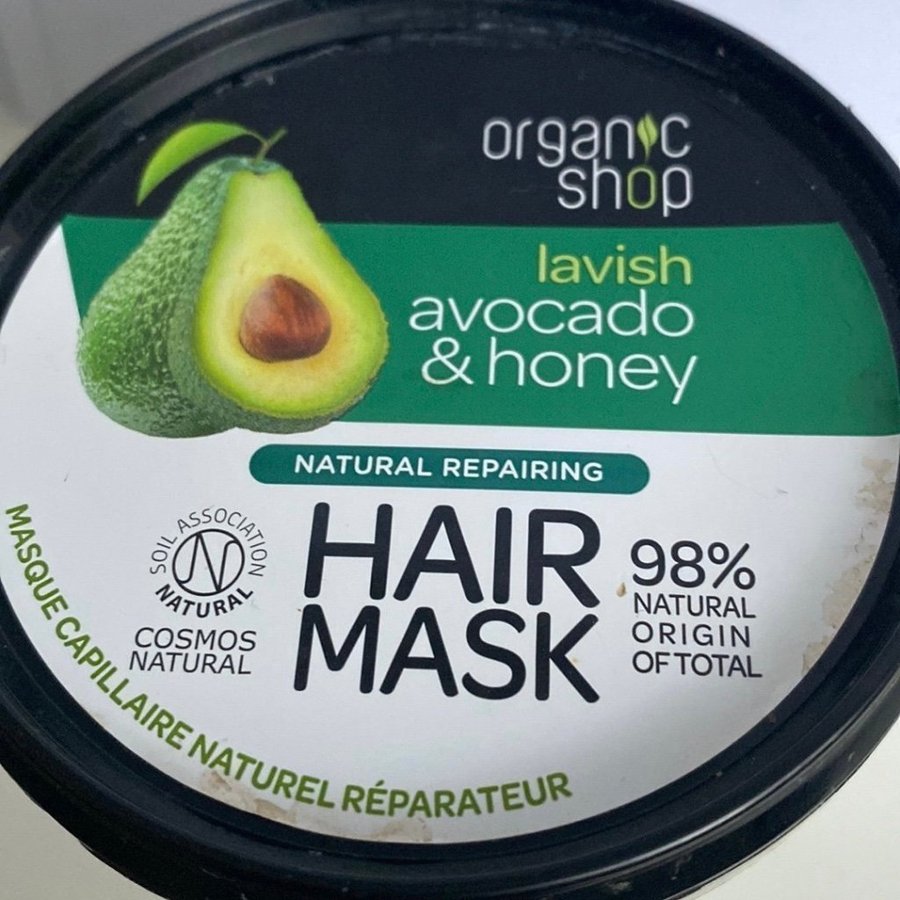 organic
shop
lavish
avocado
& honey
NATURAL REPAIRING
HAIR
MASK
SOIL ASSOCIATION
NATURAL
COSMOS
NATURAL
98%
NATURAL
ORIGIN
OF TOTAL
MASQUE CAPILLAIRE NATUREL RÉPARATEUR